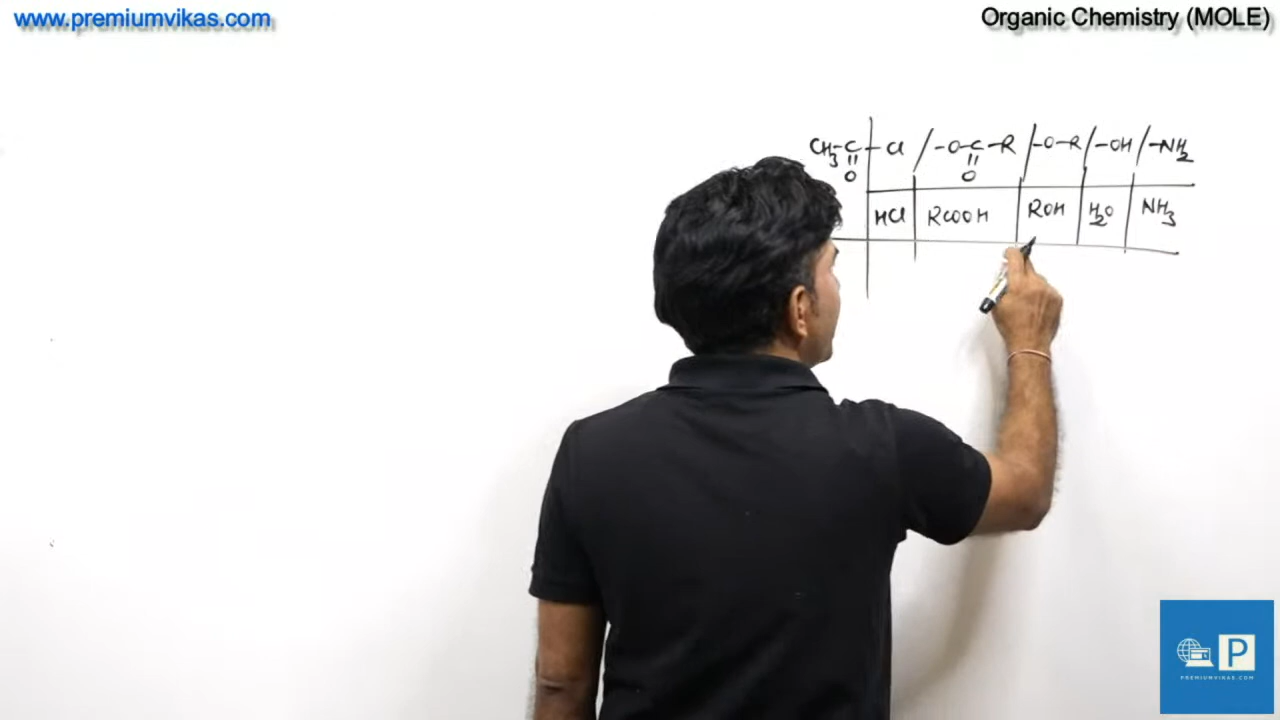 www.premiumvikas.com
Organic Chemistry (MOLE)
CH3-C-Cl / -O-C-R / -O-R / -OH / -NH2
O O
HCl RCOOH ROH H2O NH3
P
PREMIUMVIKAS.COM